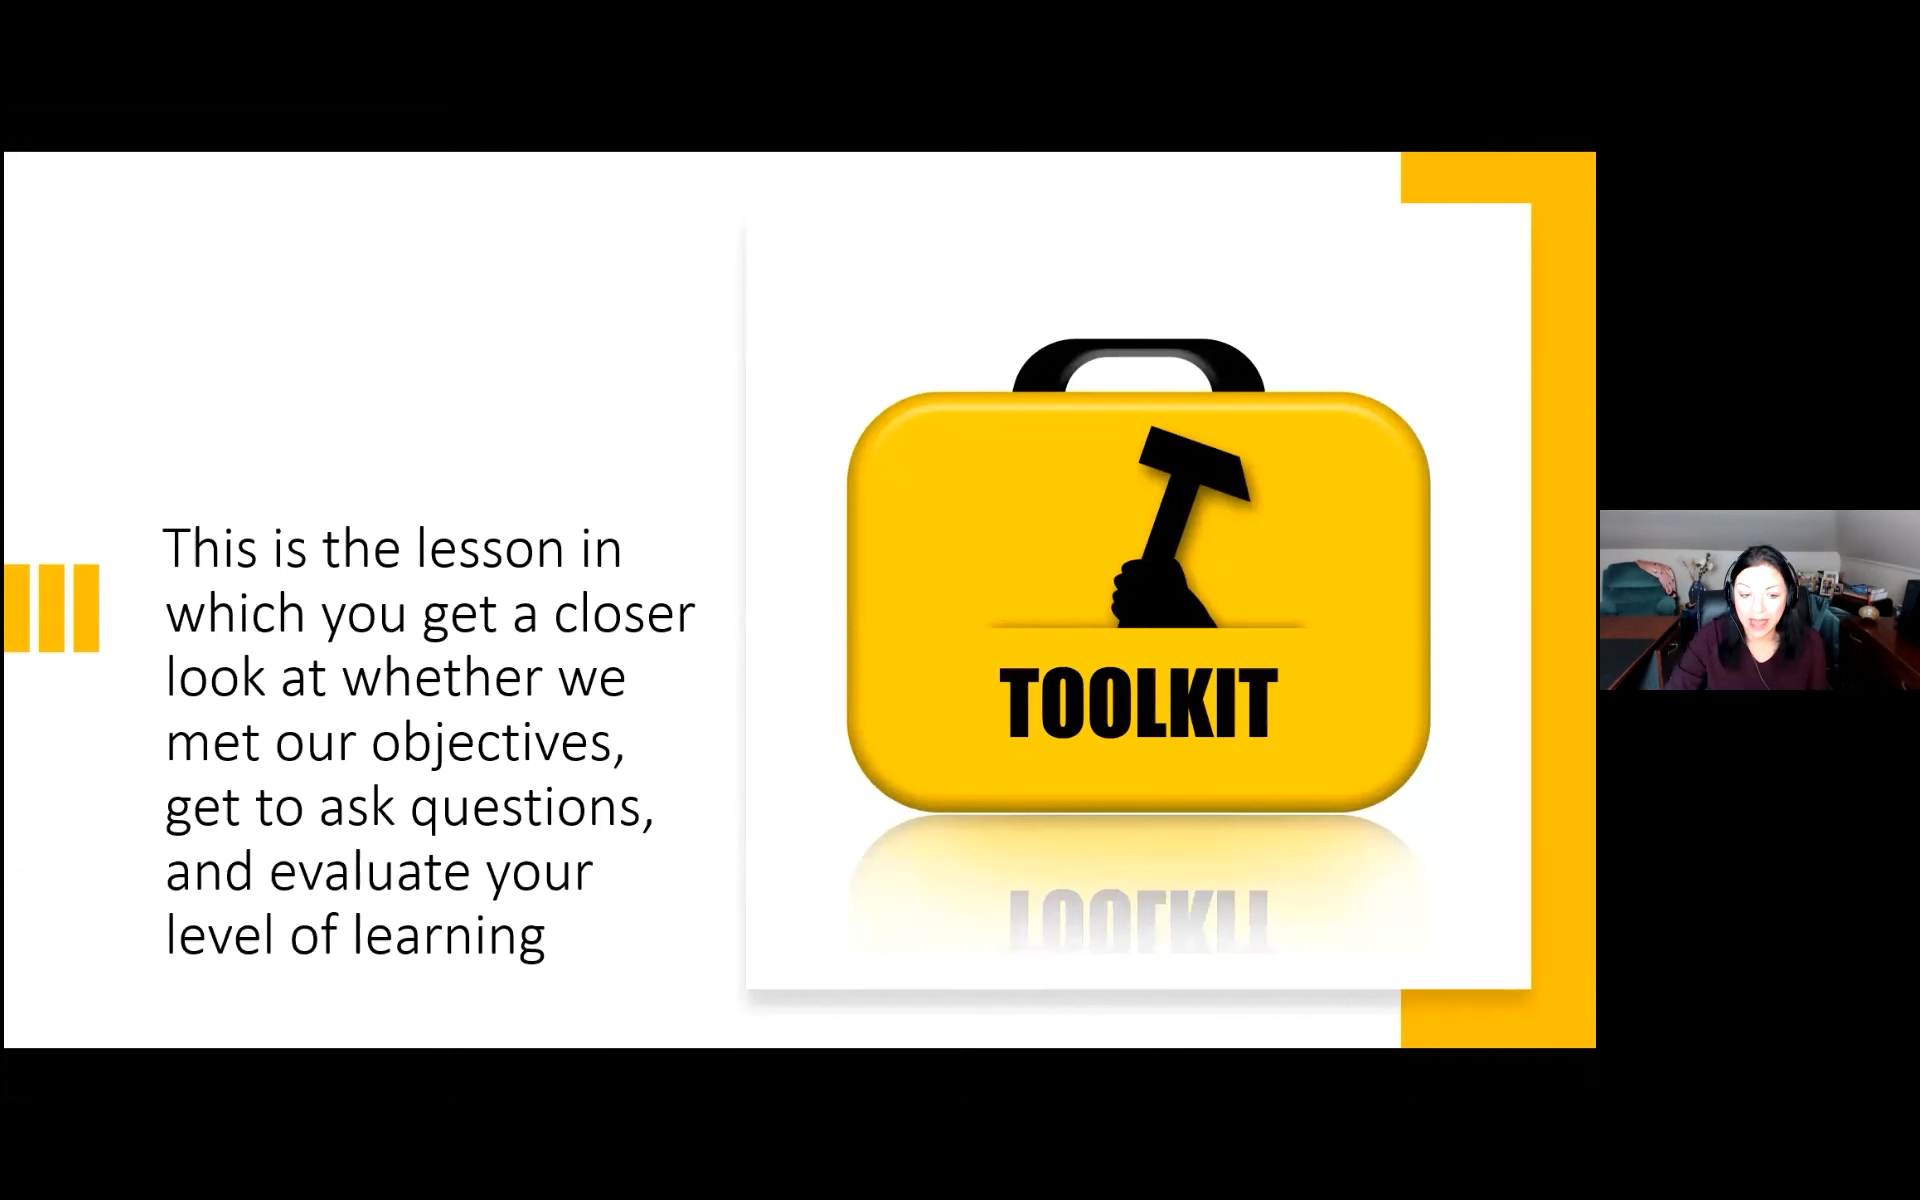 This is the lesson in
which you get a closer
look at whether we
met our objectives,
get to ask questions,
and evaluate your
level of learning
TOOLKIT